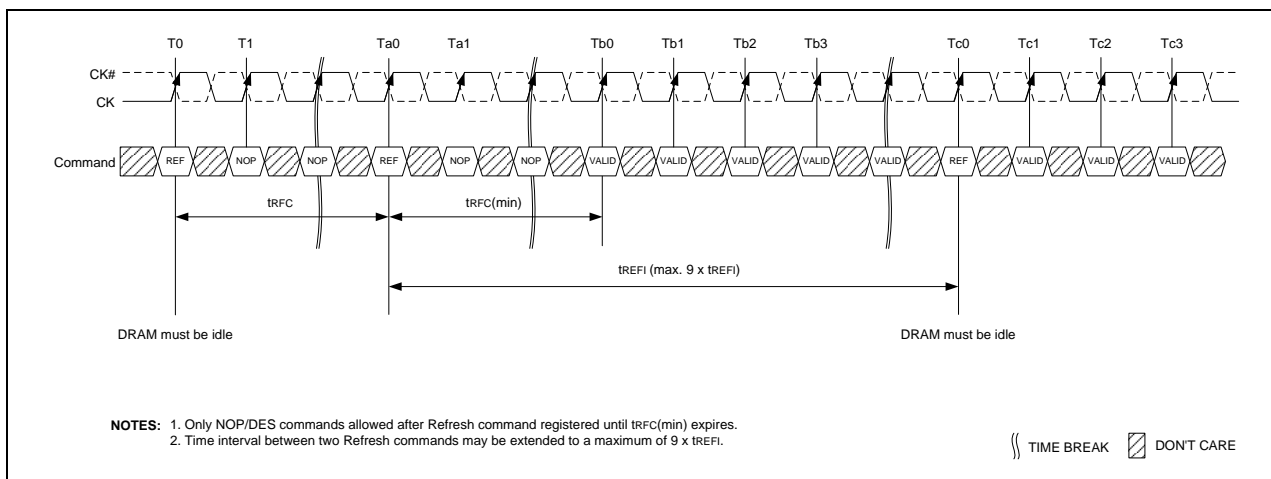 T0 T1 Ta0 Ta1 Tb0 Tb1 Tb2 Tb3 Tc0 Tc1 Tc2 Tc3
CK#
CK
Command REF NOP NOP REF NOP NOP VALID VALID VALID VALID VALID REF VALID VALID VALID
tRFC tRFC(min)
tREFI (max. 9 x tREFI)
DRAM must be idle DRAM must be idle
NOTES: 1. Only NOP/DES commands allowed after Refresh command registered until tRFC(min) expires.
2. Time interval between two Refresh commands may be extended to a maximum of 9 x tREFI.
TIME BREAK DON'T CARE